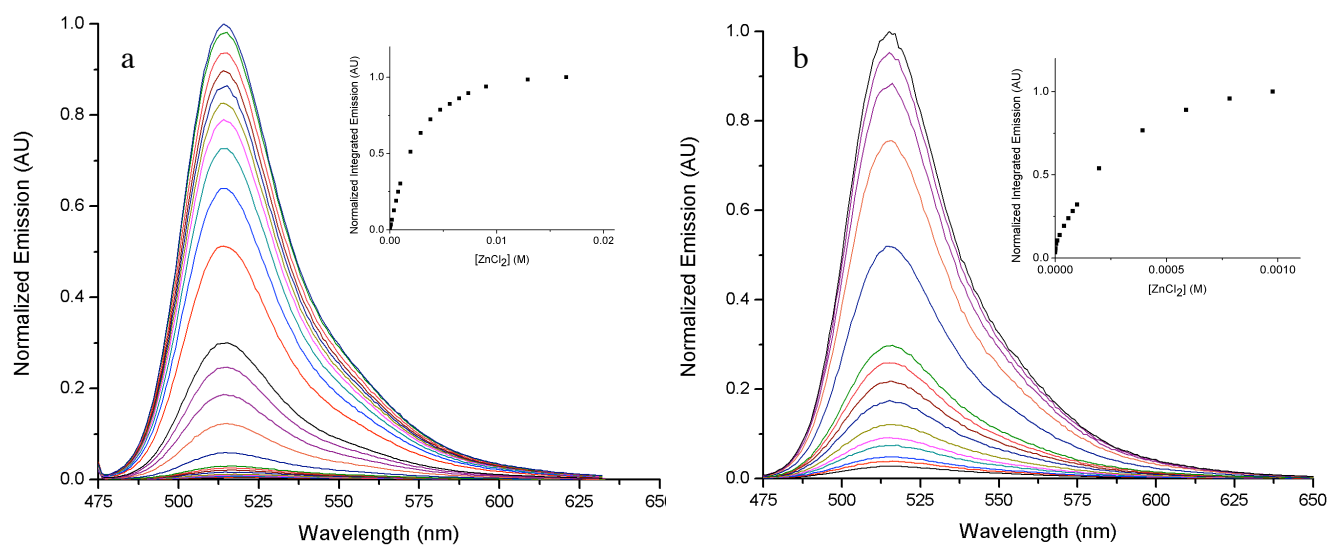 a
Normalized Emission (AU)
1.0
0.8
0.6
0.4
0.2
0.0
475 500 525 550 575 600 625 650
Wavelength (nm)
Normalized Integrated Emission (AU)
1.0
0.5
0.0
0.00 0.01 0.02
[ZnCl2] (M)
b
Normalized Emission (AU)
1.0
0.8
0.6
0.4
0.2
0.0
475 500 525 550 575 600 625 650
Wavelength (nm)
Normalized Integrated Emission (AU)
1.0
0.5
0.0
0.0000 0.0005 0.0010
[ZnCl2] (M)